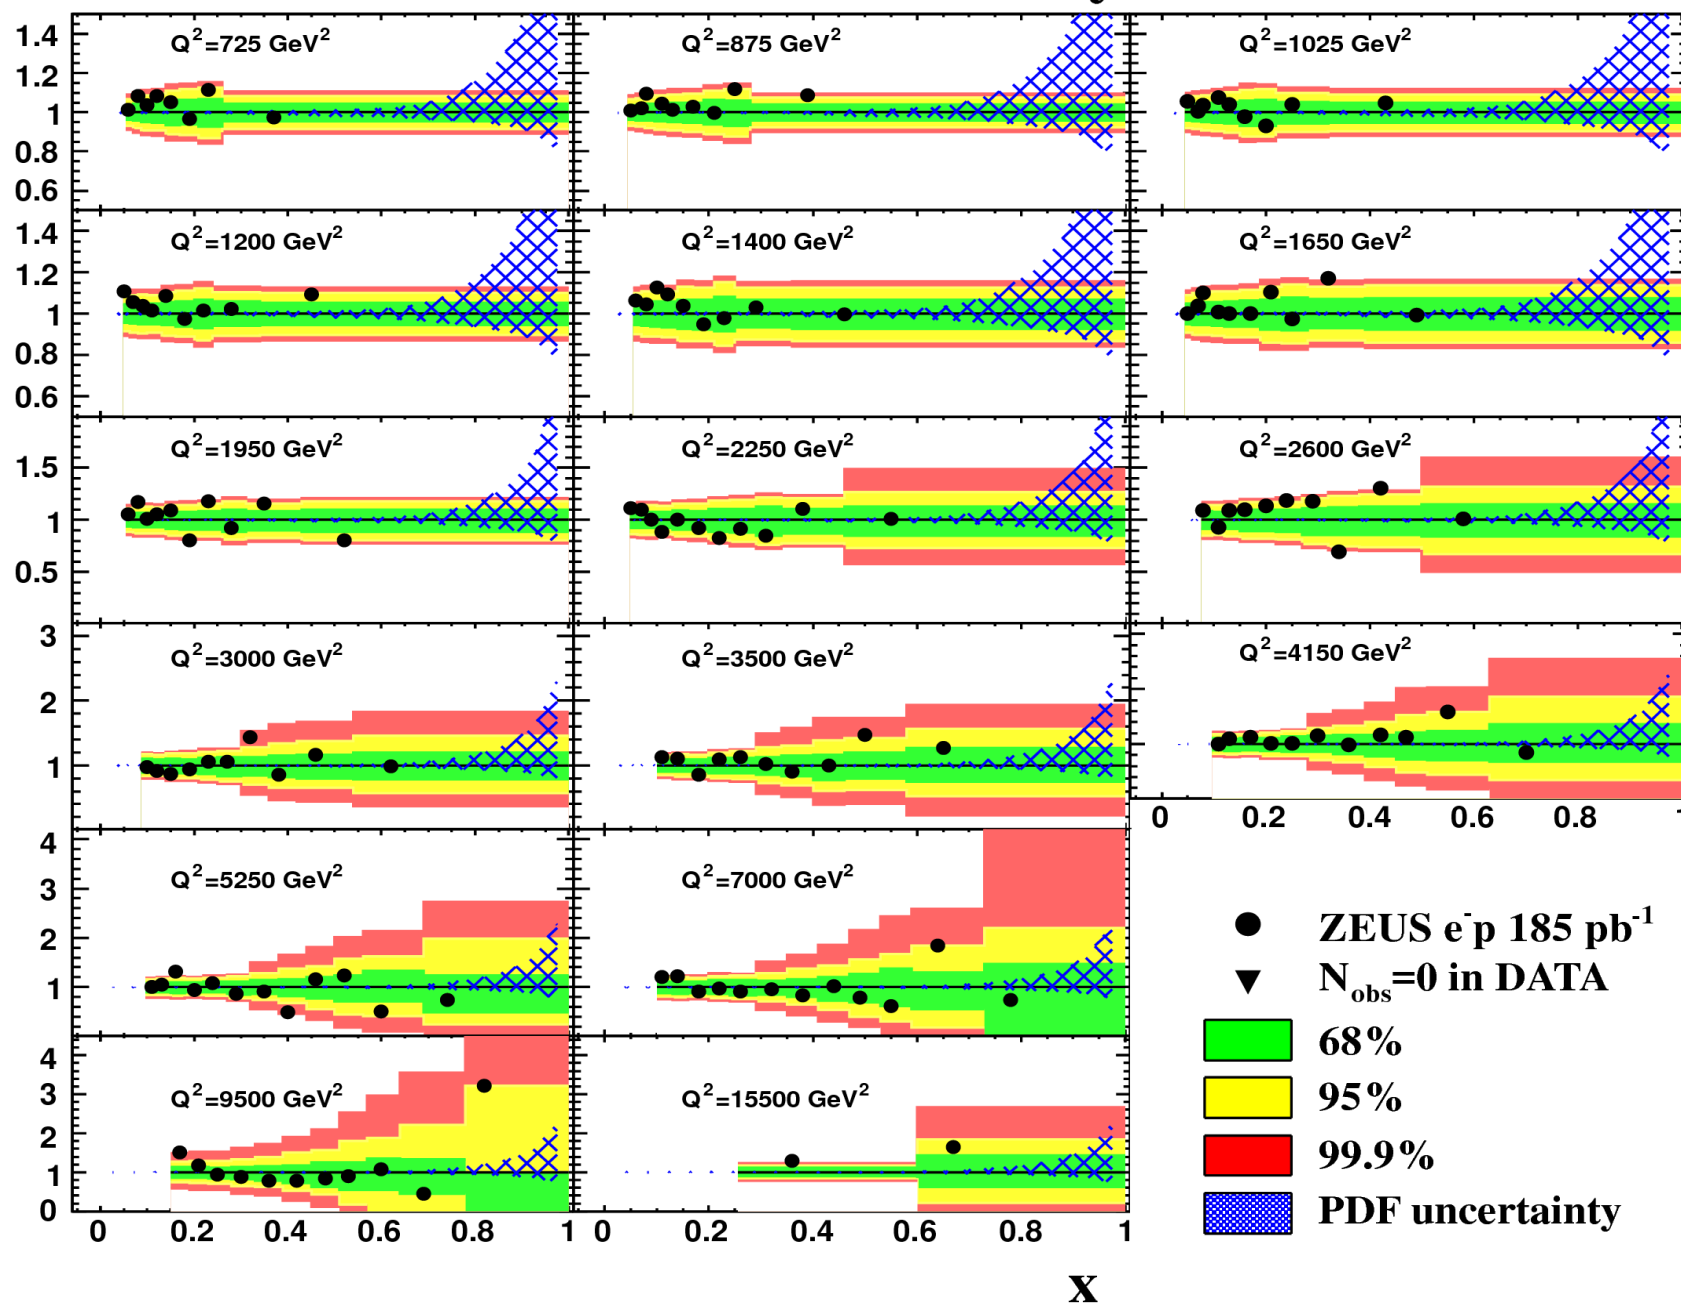 Q²=725 GeV²
Q²=875 GeV²
Q²=1025 GeV²
1.4
1.2
1
0.8
0.6
Q²=1200 GeV²
Q²=1400 GeV²
Q²=1650 GeV²
1.4
1.2
1
0.8
0.6
Q²=1950 GeV²
Q²=2250 GeV²
Q²=2600 GeV²
1.5
1
0.5
Q²=3000 GeV²
Q²=3500 GeV²
Q²=4150 GeV²
3
2
1
0 0.2 0.4 0.6 0.8
Q²=5250 GeV²
Q²=7000 GeV²
4
3
2
1
Q²=9500 GeV²
Q²=15500 GeV²
4
3
2
1
0
0 0.2 0.4 0.6 0.8 1
0 0.2 0.4 0.6 0.8 1
x
ZEUS e⁻p 185 pb⁻¹
Nobs=0 in DATA
68%
95%
99.9%
PDF uncertainty